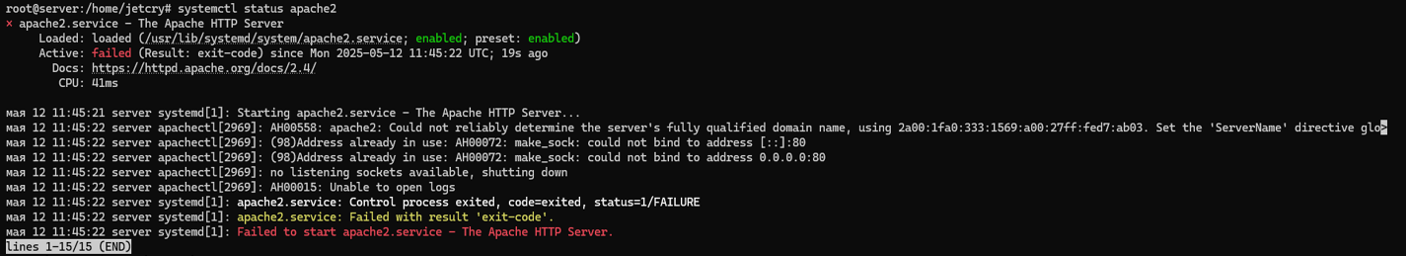 root@server:/home/jetcry# systemctl status apache2
× apache2.service - The Apache HTTP Server
     Loaded: loaded (/usr/lib/systemd/system/apache2.service; enabled; preset: enabled)
     Active: failed (Result: exit-code) since Mon 2025-05-12 11:45:22 UTC; 19s ago
       Docs: https://httpd.apache.org/docs/2.4/
        CPU: 41ms

мая 12 11:45:21 server systemd[1]: Starting apache2.service - The Apache HTTP Server...
мая 12 11:45:22 server apachectl[2969]: AH00558: apache2: Could not reliably determine the server's fully qualified domain name, using 2a00:1fa0:333:1569:a00:27ff:fed7:ab03. Set the 'ServerName' directive glo>
мая 12 11:45:22 server apachectl[2969]: (98)Address already in use: AH00072: make_sock: could not bind to address [::]:80
мая 12 11:45:22 server apachectl[2969]: (98)Address already in use: AH00072: make_sock: could not bind to address 0.0.0.0:80
мая 12 11:45:22 server apachectl[2969]: no listening sockets available, shutting down
мая 12 11:45:22 server apachectl[2969]: AH00015: Unable to open logs
мая 12 11:45:22 server systemd[1]: apache2.service: Control process exited, code=exited, status=1/FAILURE
мая 12 11:45:22 server systemd[1]: apache2.service: Failed with result 'exit-code'.
мая 12 11:45:22 server systemd[1]: Failed to start apache2.service - The Apache HTTP Server.
lines 1-15/15 (END)